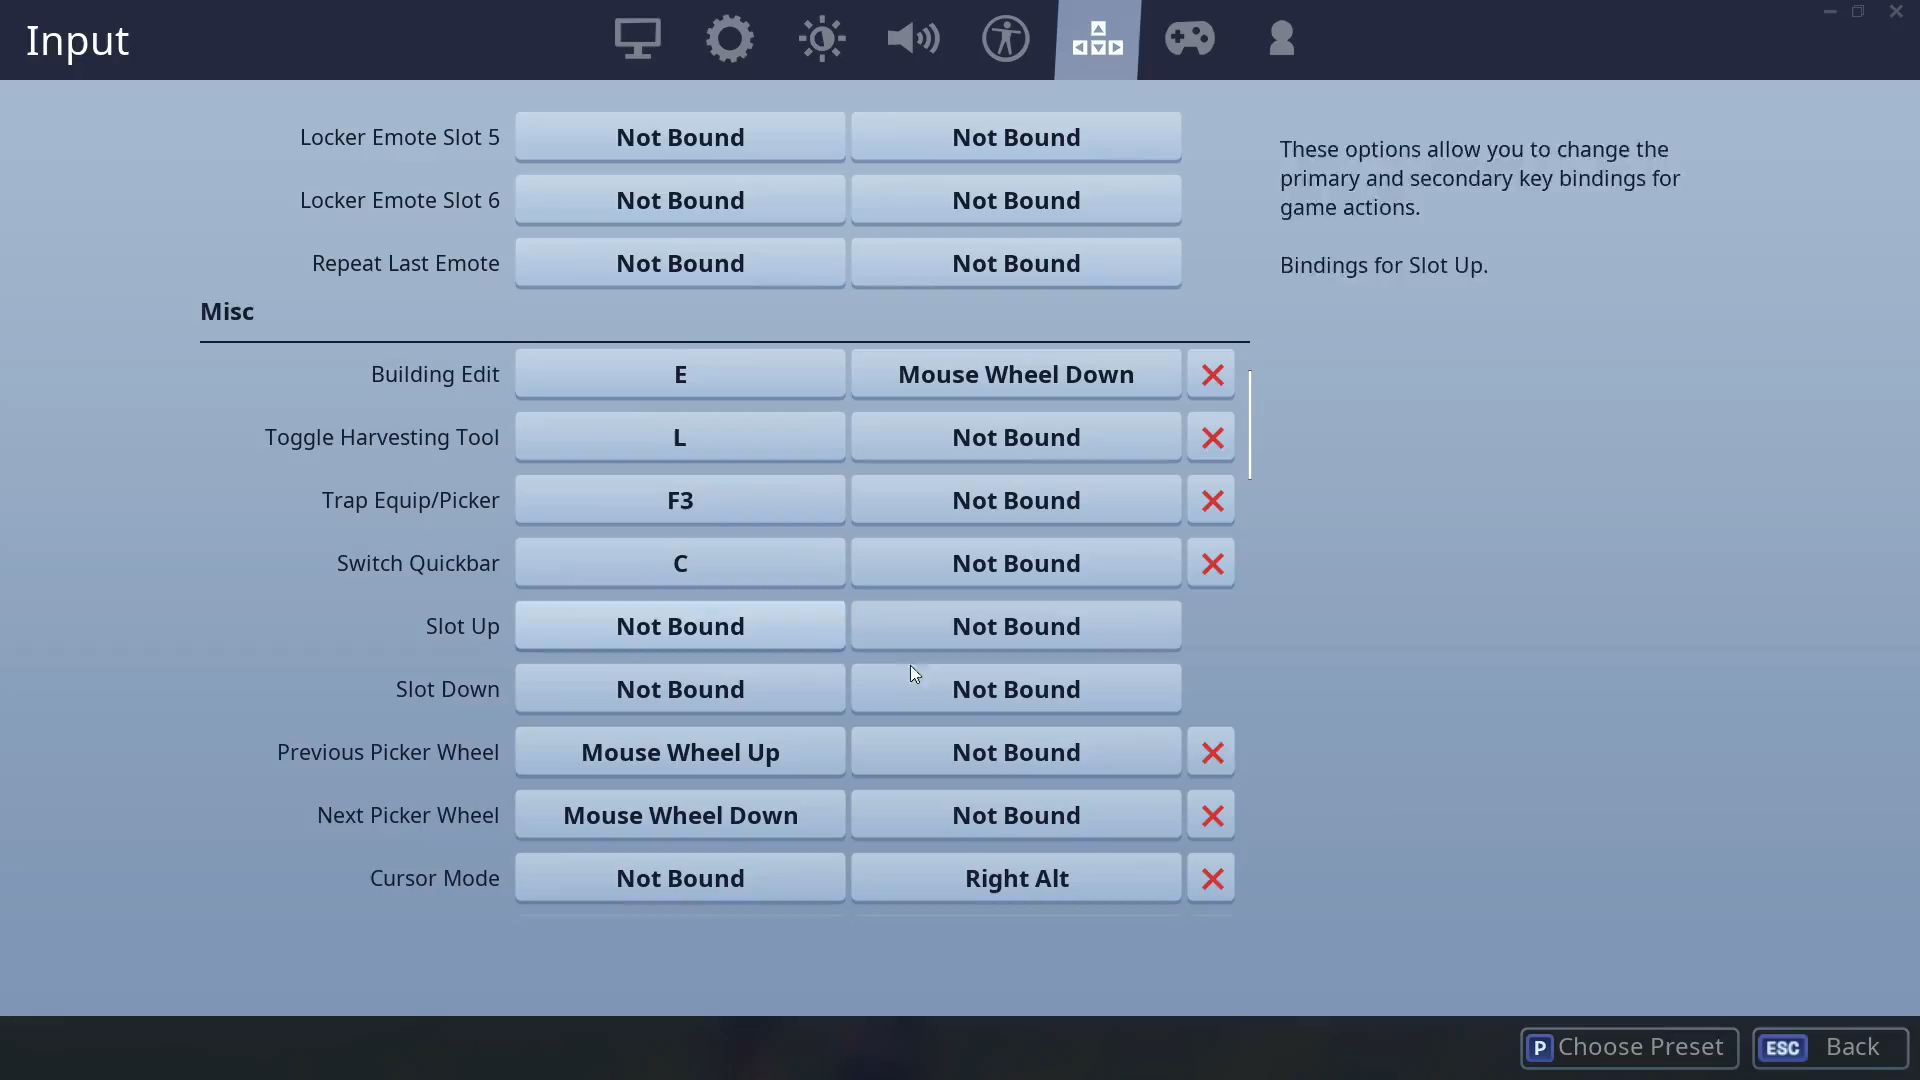 Input
Locker Emote Slot 5 Not Bound Not Bound
Locker Emote Slot 6 Not Bound Not Bound
Repeat Last Emote Not Bound Not Bound
Misc
Building Edit E Mouse Wheel Down
Toggle Harvesting Tool L Not Bound
Trap Equip/Picker F3 Not Bound
Switch Quickbar C Not Bound
Slot Up Not Bound Not Bound
Slot Down Not Bound Not Bound
Previous Picker Wheel Mouse Wheel Up Not Bound
Next Picker Wheel Mouse Wheel Down Not Bound
Cursor Mode Not Bound Right Alt
These options allow you to change the
primary and secondary key bindings for
game actions.
Bindings for Slot Up.
P Choose Preset ESC Back